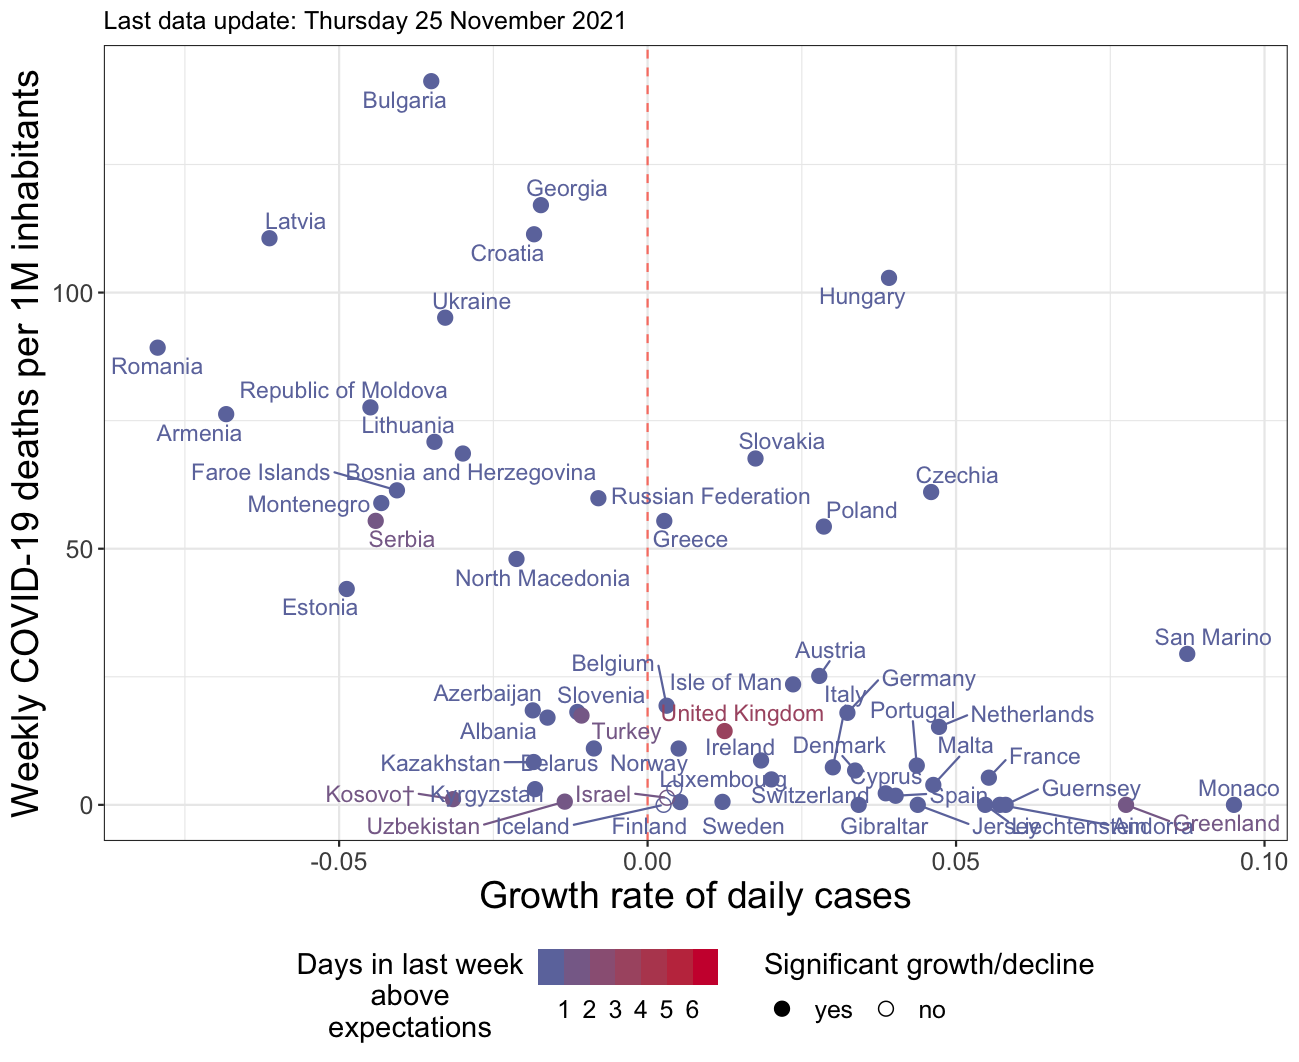 Last data update: Thursday 25 November 2021
Weekly COVID-19 deaths per 1M inhabitants
Bulgaria
Georgia
Latvia
Croatia
Hungary
100
Ukraine
Romania
Republic of Moldova
Lithuania
Armenia
Slovakia
Faroe Islands
Bosnia and Herzegovina
Czechia
Russian Federation
Montenegro
Poland
Serbia
Greece
50
North Macedonia
Estonia
San Marino
Austria
Belgium
Isle of Man
Germany
Azerbaijan
Slovenia
Italy
United Kingdom
Portugal
Netherlands
Albania
Turkey
Ireland
Denmark
Malta
France
Kazakhstan
Belarus
Norway
Luxembourg
Cyprus
Guernsey
Monaco
Kosovo†
Kyrgyzstan
Israel
Switzerland
Spain
0
Uzbekistan
Iceland
Finland
Sweden
Gibraltar
Jersey
Liechtenstein
Andorra
Greenland
-0.05
0.00
0.05
0.10
Growth rate of daily cases
Days in last week
above
expectations
1 2 3 4 5 6
Significant growth/decline
yes
no